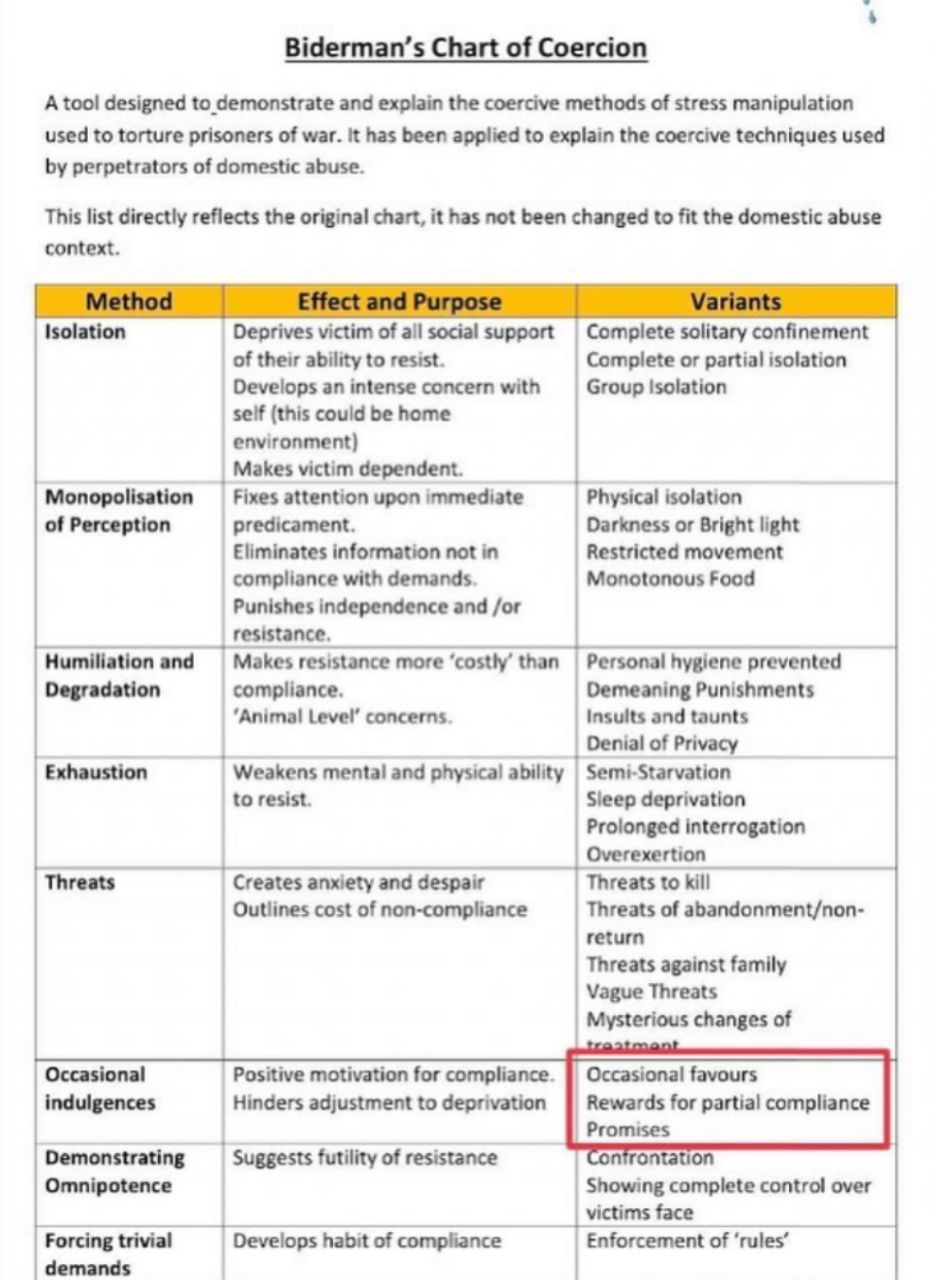 Biderman's Chart of Coercion
A tool designed to demonstrate and explain the coercive methods of stress manipulation
used to torture prisoners of war. It has been applied to explain the coercive techniques used
by perpetrators of domestic abuse.
This list directly reflects the original chart, it has not been changed to fit the domestic abuse
context.
Method
Effect and Purpose
Variants
Isolation
Deprives victim of all social support
of their ability to resist.
Develops an intense concern with
self (this could be home
environment)
Makes victim dependent.
Complete solitary confinement
Complete or partial isolation
Group Isolation
Monopolisation
of Perception
Fixes attention upon immediate
predicament.
Eliminates information not in
compliance with demands.
Punishes independence and /or
resistance.
Physical isolation
Darkness or Bright light
Restricted movement
Monotonous Food
Humiliation and
Degradation
Makes resistance more 'costly' than
compliance.
'Animal Level' concerns.
Personal hygiene prevented
Demeaning Punishments
Insults and taunts
Denial of Privacy
Exhaustion
Weakens mental and physical ability
to resist.
Semi-Starvation
Sleep deprivation
Prolonged interrogation
Overexertion
Threats
Creates anxiety and despair
Outlines cost of non-compliance
Threats to kill
Threats of abandonment/non-
return
Threats against family
Vague Threats
Mysterious changes of
treatment
Occasional
indulgences
Positive motivation for compliance.
Hinders adjustment to deprivation
Occasional favours
Rewards for partial compliance
Promises
Demonstrating
Omnipotence
Suggests futility of resistance
Confrontation
Showing complete control over
victims face
Forcing trivial
demands
Develops habit of compliance
Enforcement of 'rules'